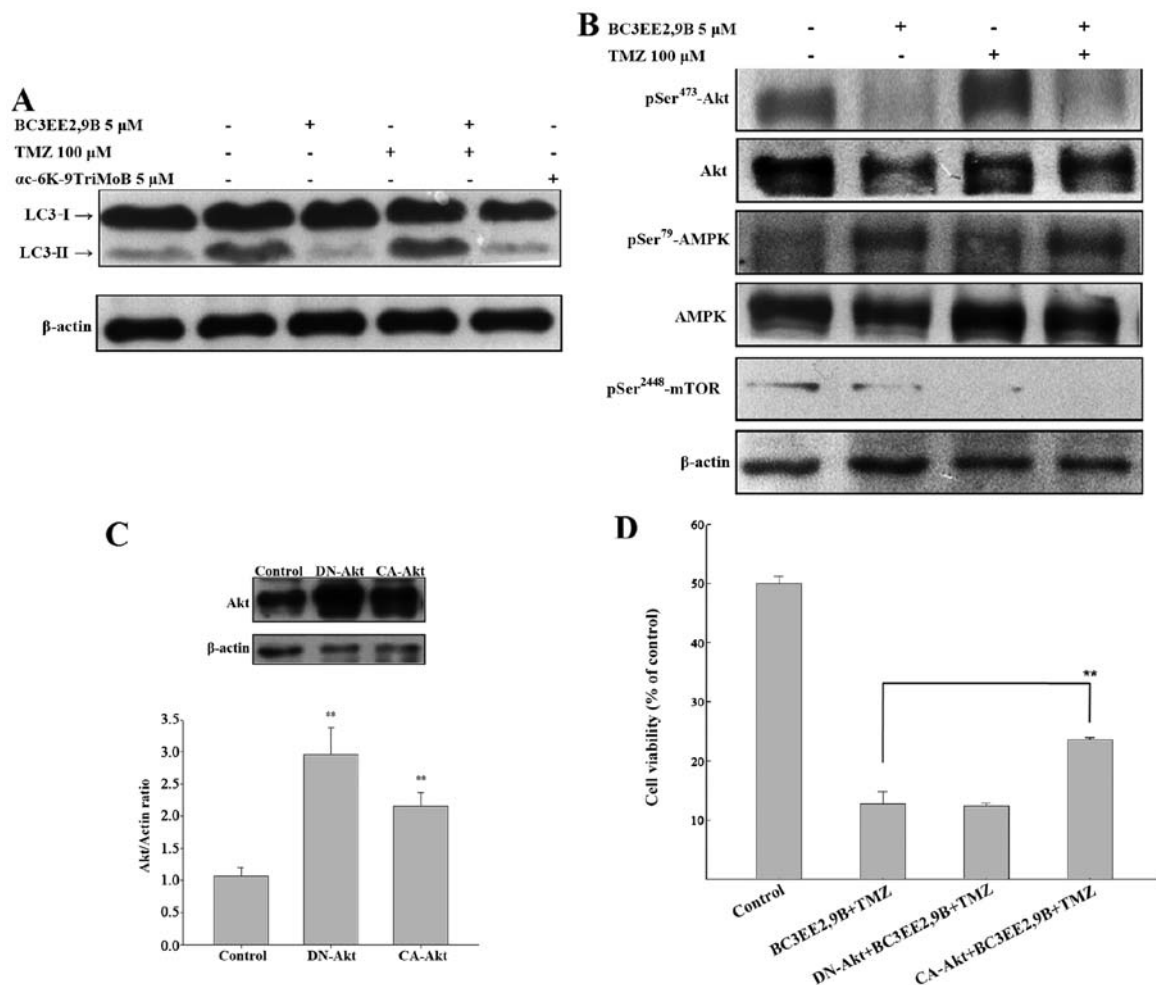 A
BC3EE2,9B 5 µM - + - + -
TMZ 100 µM - - + + -
αc-6K-9TriMoB 5 µM - - - - +
LC3-I →
LC3-II →
β-actin
B
BC3EE2,9B 5 µM - + - +
TMZ 100 µM - - + +
pSer473-Akt
Akt
pSer79-AMPK
AMPK
pSer2448-mTOR
β-actin
C
Control DN-Akt CA-Akt
Akt
β-actin
Akt/Actin ratio
3.5
3.0
2.5
2.0
1.5
1.0
0.5
0.0
** **
Control DN-Akt CA-Akt
D
Cell viability (% of control)
60
50
40
30
20
10
**
Control
BC3EE2,9B+TMZ
DN-Akt+BC3EE2,9B+TMZ
CA-Akt+BC3EE2,9B+TMZ